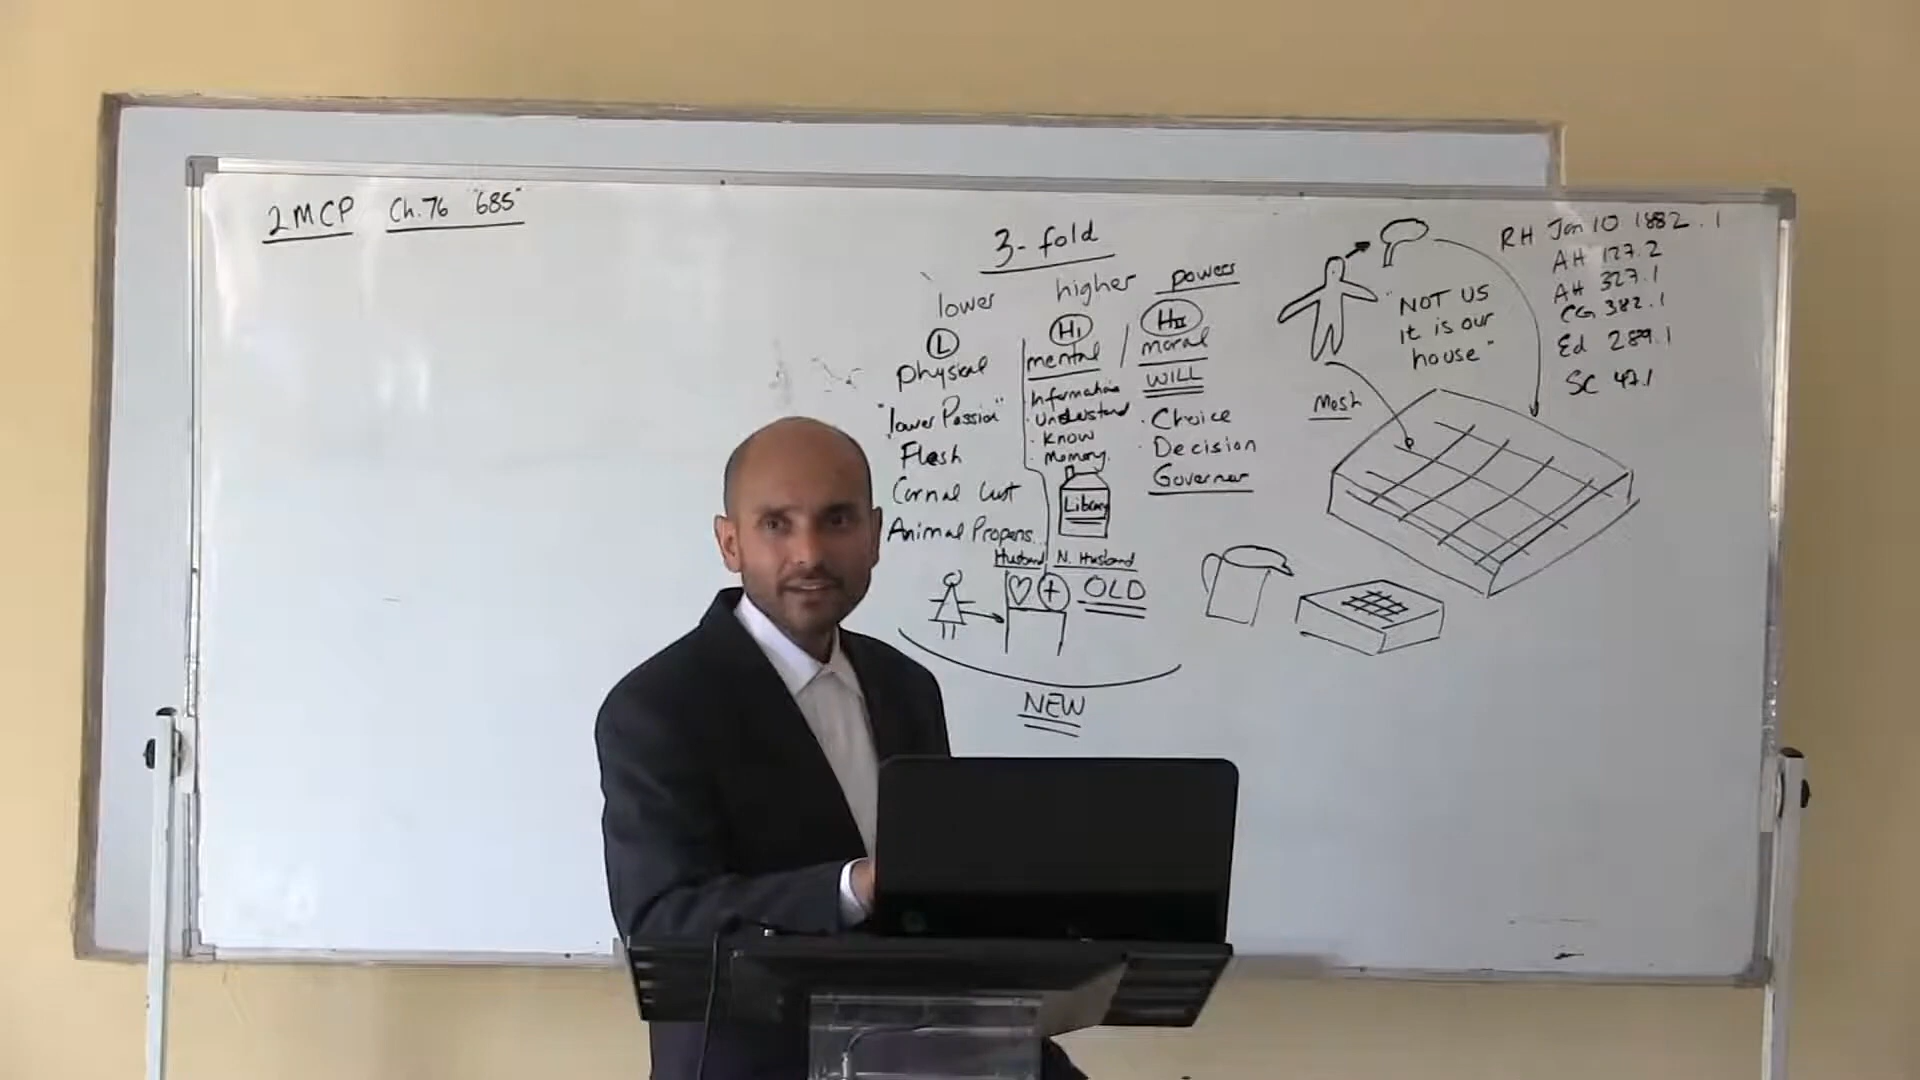 2MCP Ch.76 "685"
3-fold
lower higher powers
L
physical
"lower Passion"
Flesh
Carnal Lust
Animal Propens..
HI
mental
Information
· Understand
· Know
· Memory.
Library
HII
moral
WILL
· Choice
· Decision
Governor
Husband N. Husband
OLD
NEW
"NOT US
it is our
house"
Mesh
RH Jan 10 1882.1
AH 127.2
AH 327.1
CG 382.1
Ed 289.1
SC 47.1